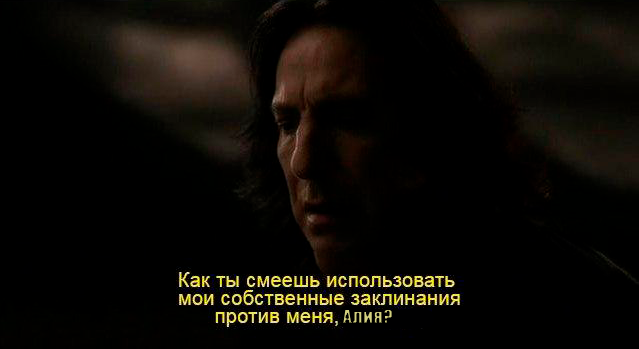 Как ты смеешь использовать
мои собственные заклинания
против меня, Алия?